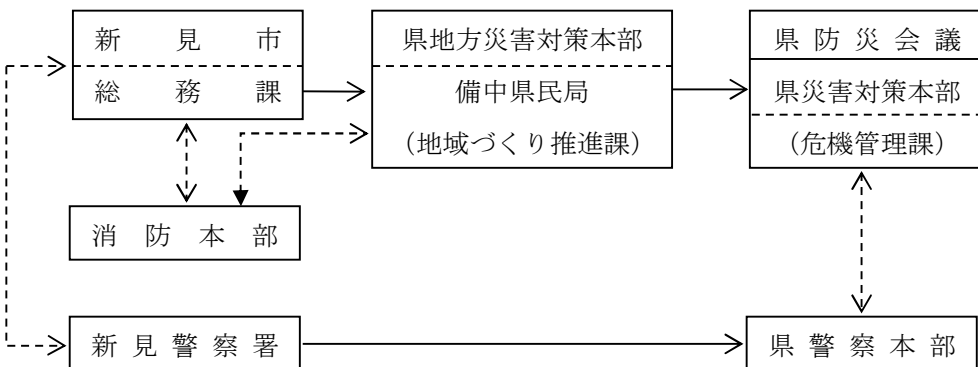 新見市
総務課
県地方災害対策本部
備中県民局
（地域づくり推進課）
県防災会議
県災害対策本部
（危機管理課）
消防本部
新見警察署
県警察本部